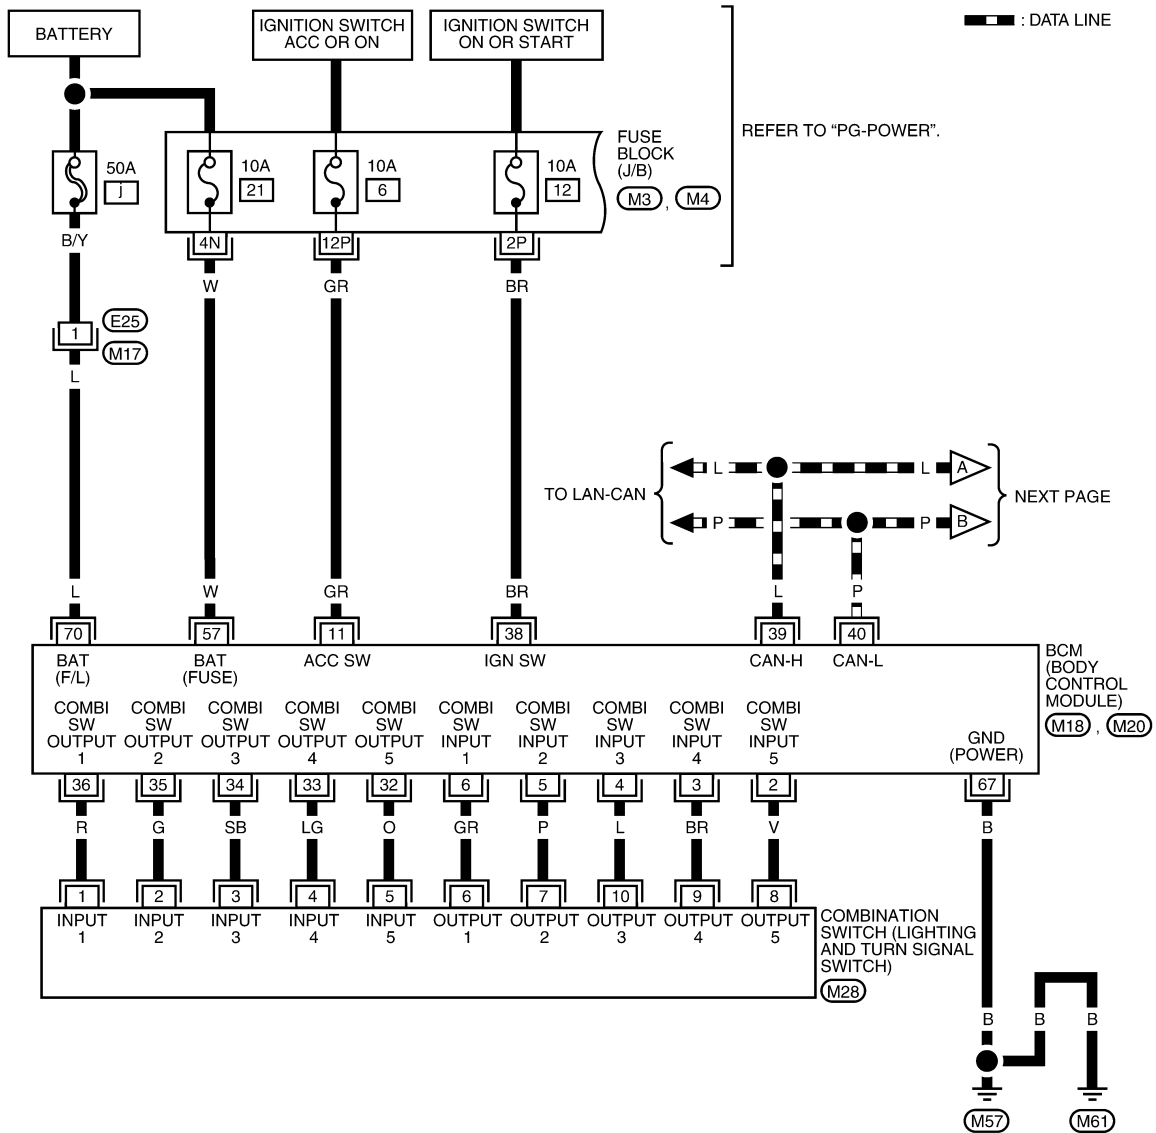 BATTERY
IGNITION SWITCH
ACC OR ON
IGNITION SWITCH
ON OR START
: DATA LINE
REFER TO “PG-POWER”.
50A
j
10A
21
10A
6
10A
12
FUSE
BLOCK
(J/B)
M3 , M4
B/Y
4N
12P
2P
W
GR
BR
1
E25
M17
L
TO LAN-CAN
L
L
A
P
P
B
NEXT PAGE
L
W
GR
BR
L
P
70
57
11
38
39
40
BAT
(F/L)
BAT
(FUSE)
ACC SW
IGN SW
CAN-H
CAN-L
BCM
(BODY
CONTROL
MODULE)
M18 , M20
COMBI
SW
OUTPUT
1
COMBI
SW
OUTPUT
2
COMBI
SW
OUTPUT
3
COMBI
SW
OUTPUT
4
COMBI
SW
OUTPUT
5
COMBI
SW
INPUT
1
COMBI
SW
INPUT
2
COMBI
SW
INPUT
3
COMBI
SW
INPUT
4
COMBI
SW
INPUT
5
GND
(POWER)
36
35
34
33
32
6
5
4
3
2
67
R
G
SB
LG
O
GR
P
L
BR
V
B
1
2
3
4
5
6
7
10
9
8
INPUT
1
INPUT
2
INPUT
3
INPUT
4
INPUT
5
OUTPUT
1
OUTPUT
2
OUTPUT
3
OUTPUT
4
OUTPUT
5
COMBINATION
SWITCH (LIGHTING
AND TURN SIGNAL
SWITCH)
M28
B
B
B
M57
M61